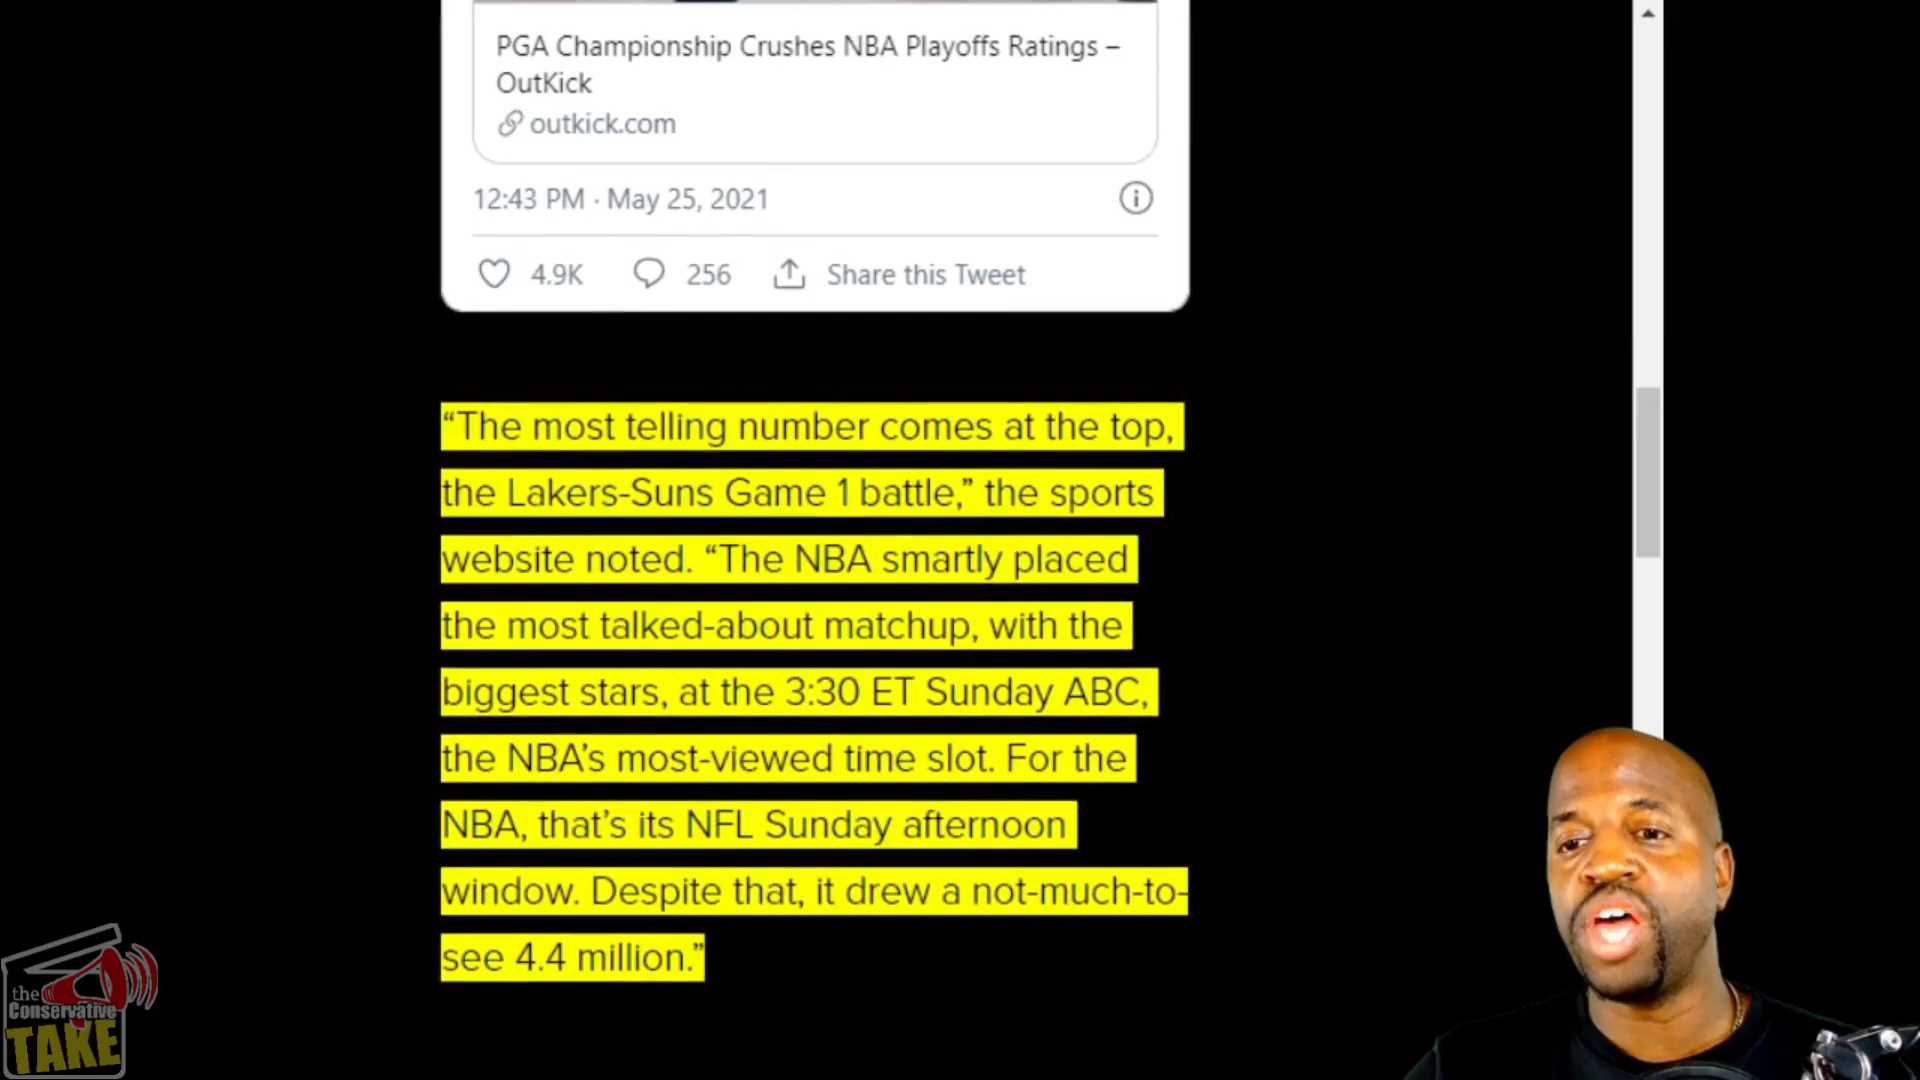 PGA Championship Crushes NBA Playoffs Ratings –
OutKick
outkick.com
12:43 PM · May 25, 2021
4.9K 256 Share this Tweet
“The most telling number comes at the top,
the Lakers-Suns Game 1 battle,” the sports
website noted. “The NBA smartly placed
the most talked-about matchup, with the
biggest stars, at the 3:30 ET Sunday ABC,
the NBA’s most-viewed time slot. For the
NBA, that’s its NFL Sunday afternoon
window. Despite that, it drew a not-much-to-
see 4.4 million.”
the
Conservative
TAKE